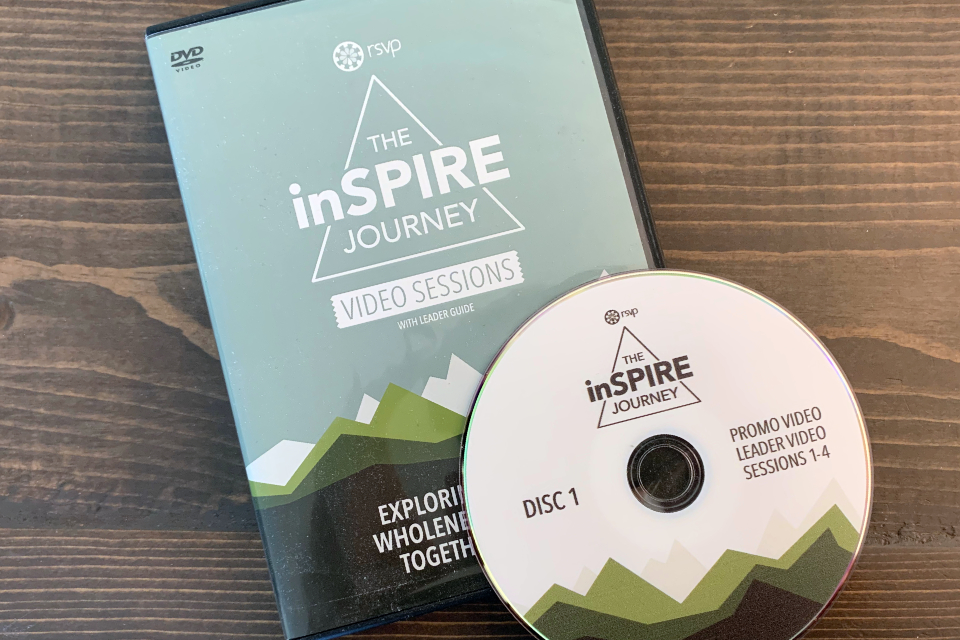 DVD
VIDEO
rsvp
THE
inSPIRE
JOURNEY
VIDEO SESSIONS
WITH LEADER GUIDE
TOGETH
rsvp
THE
inSPIRE
JOURNEY
PROMO VIDEO
LEADER VIDEO
SESSIONS 1-4
DISC 1